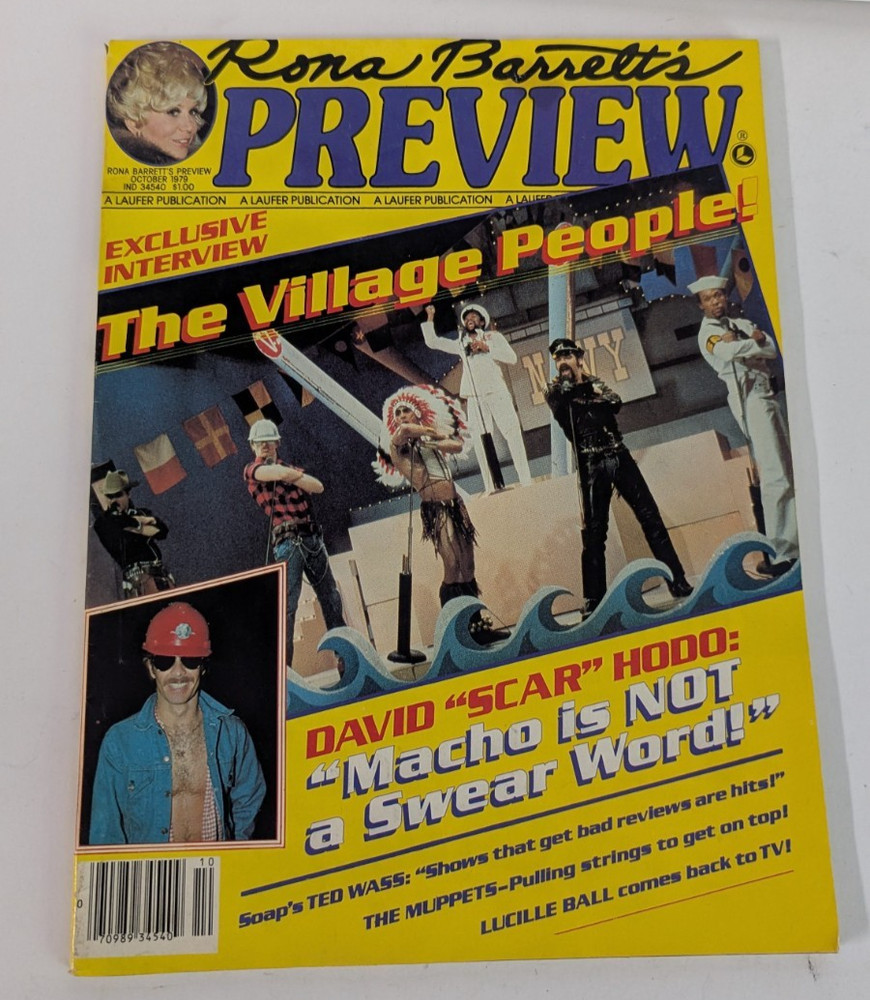 Rona Barrett's
PREVIEW
®
RONA BARRETT'S PREVIEW
OCTOBER 1979
IND 34540 $1.00
A LAUFER PUBLICATION A LAUFER PUBLICATION A LAUFER PUBLICATION A LAUFER
EXCLUSIVE
INTERVIEW
The Village People!
NAVY
DAVID "SCAR" HODO:
"Macho is NOT
a Swear Word!"
Soap's TED WASS: "Shows that get bad reviews are hits!"
THE MUPPETS-Pulling strings to get on top!
LUCILLE BALL comes back to TV!
10
0
70989 34540